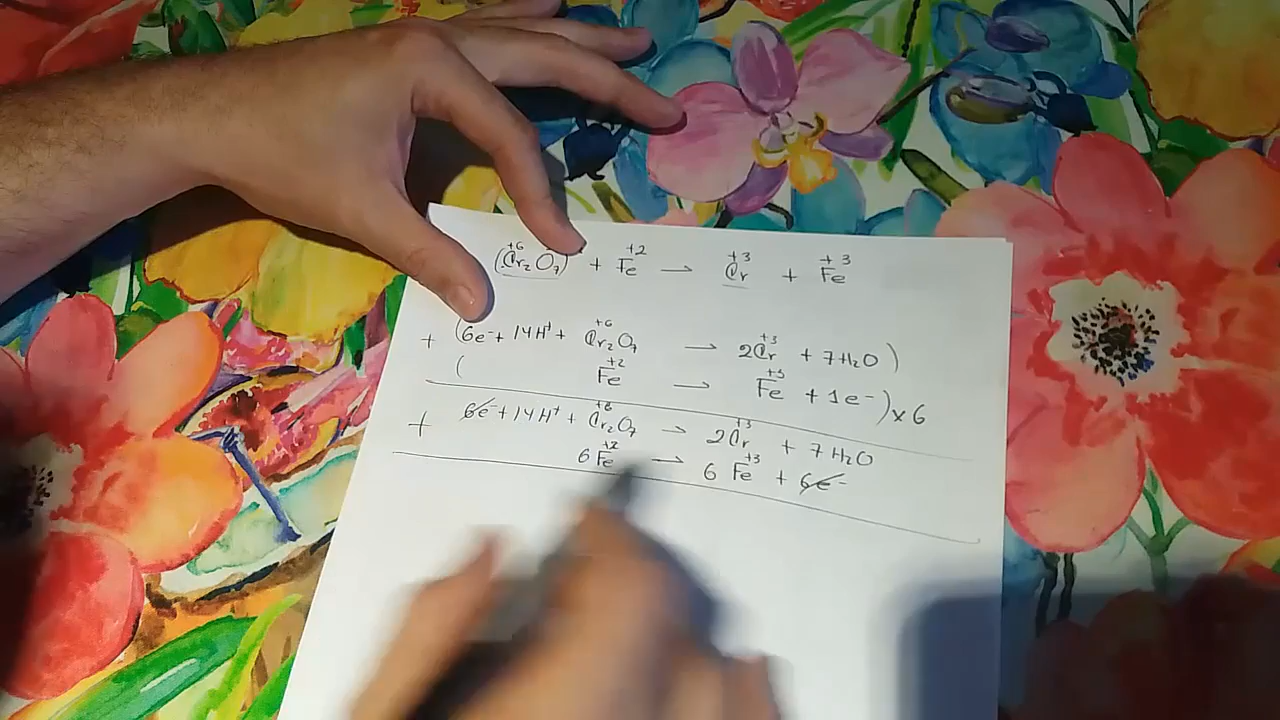 (Cr₂O₇)⁺⁶ + Fe⁺² → Cr⁺³ + Fe⁺³
+ (6e⁻ + 14H⁺ + Cr₂O₇⁺⁶ → 2Cr⁺³ + 7H₂O)
(Fe⁺² → Fe⁺³ + 1e⁻) x 6
+ 6e⁻ + 14H⁺ + Cr₂O₇⁺⁶ → 2Cr⁺³ + 7H₂O
6Fe⁺² → 6Fe⁺³ + 6e⁻